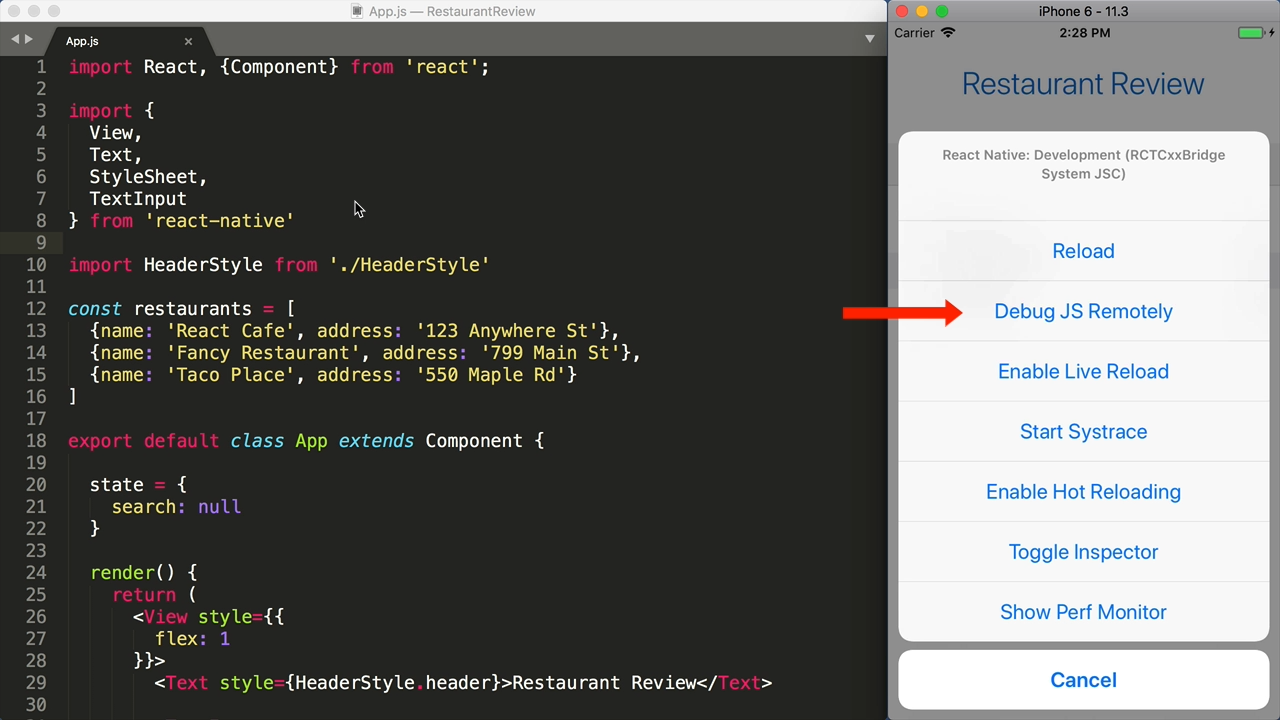 App.js — RestaurantReview
App.js
1 import React, {Component} from 'react';
2
3 import {
4 View,
5 Text,
6 StyleSheet,
7 TextInput
8 } from 'react-native'
9
10 import HeaderStyle from './HeaderStyle'
11
12 const restaurants = [
13 {name: 'React Cafe', address: '123 Anywhere St'},
14 {name: 'Fancy Restaurant', address: '799 Main St'},
15 {name: 'Taco Place', address: '550 Maple Rd'}
16 ]
17
18 export default class App extends Component {
19
20 state = {
21 search: null
22 }
23
24 render() {
25 return (
26 <View style={{
27 flex: 1
28 }}>
29 <Text style={HeaderStyle.header}>Restaurant Review</Text>
30
iPhone 6 - 11.3
Carrier 2:28 PM
Restaurant Review
React Native: Development (RCTCxxBridge
System JSC)
Reload
Debug JS Remotely
Enable Live Reload
Start Systrace
Enable Hot Reloading
Toggle Inspector
Show Perf Monitor
Cancel